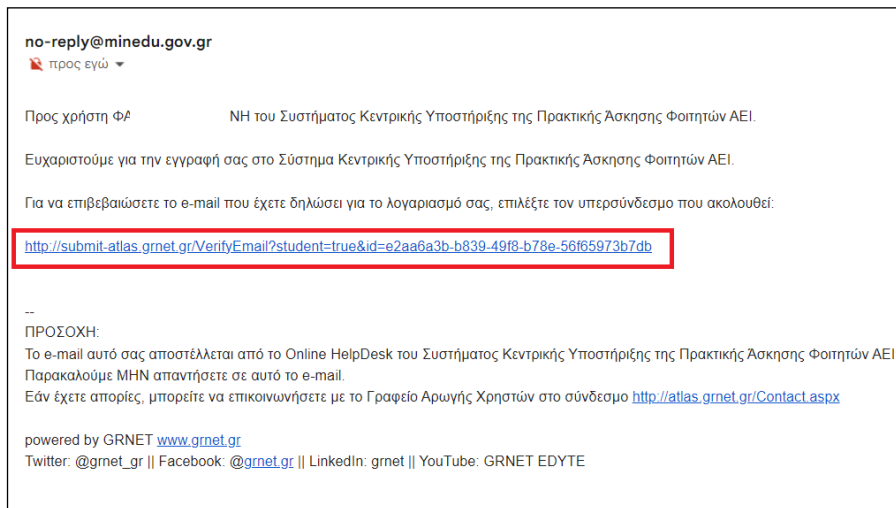 no-reply@minedu.gov.gr
προς εγώ
Προς χρήστη ΦΑ ΝΗ του Συστήματος Κεντρικής Υποστήριξης της Πρακτικής Άσκησης Φοιτητών ΑΕΙ.
Ευχαριστούμε για την εγγραφή σας στο Σύστημα Κεντρικής Υποστήριξης της Πρακτικής Άσκησης Φοιτητών ΑΕΙ.
Για να επιβεβαιώσετε το e-mail που έχετε δηλώσει για το λογαριασμό σας, επιλέξτε τον υπερσύνδεσμο που ακολουθεί:
http://submit-atlas.grnet.gr/VerifyEmail?student=true&id=e2aa6a3b-b839-49f8-b78e-56f65973b7db
--
ΠΡΟΣΟΧΗ:
Το e-mail αυτό σας αποστέλλεται από το Online HelpDesk του Συστήματος Κεντρικής Υποστήριξης της Πρακτικής Άσκησης Φοιτητών ΑΕΙ
Παρακαλούμε ΜΗΝ απαντήσετε σε αυτό το e-mail.
Εάν έχετε απορίες, μπορείτε να επικοινωνήσετε με το Γραφείο Αρωγής Χρηστών στο σύνδεσμο http://atlas.grnet.gr/Contact.aspx
powered by GRNET www.grnet.gr
Twitter: @grnet_gr || Facebook: @grnet.gr || LinkedIn: grnet || YouTube: GRNET EDYTE